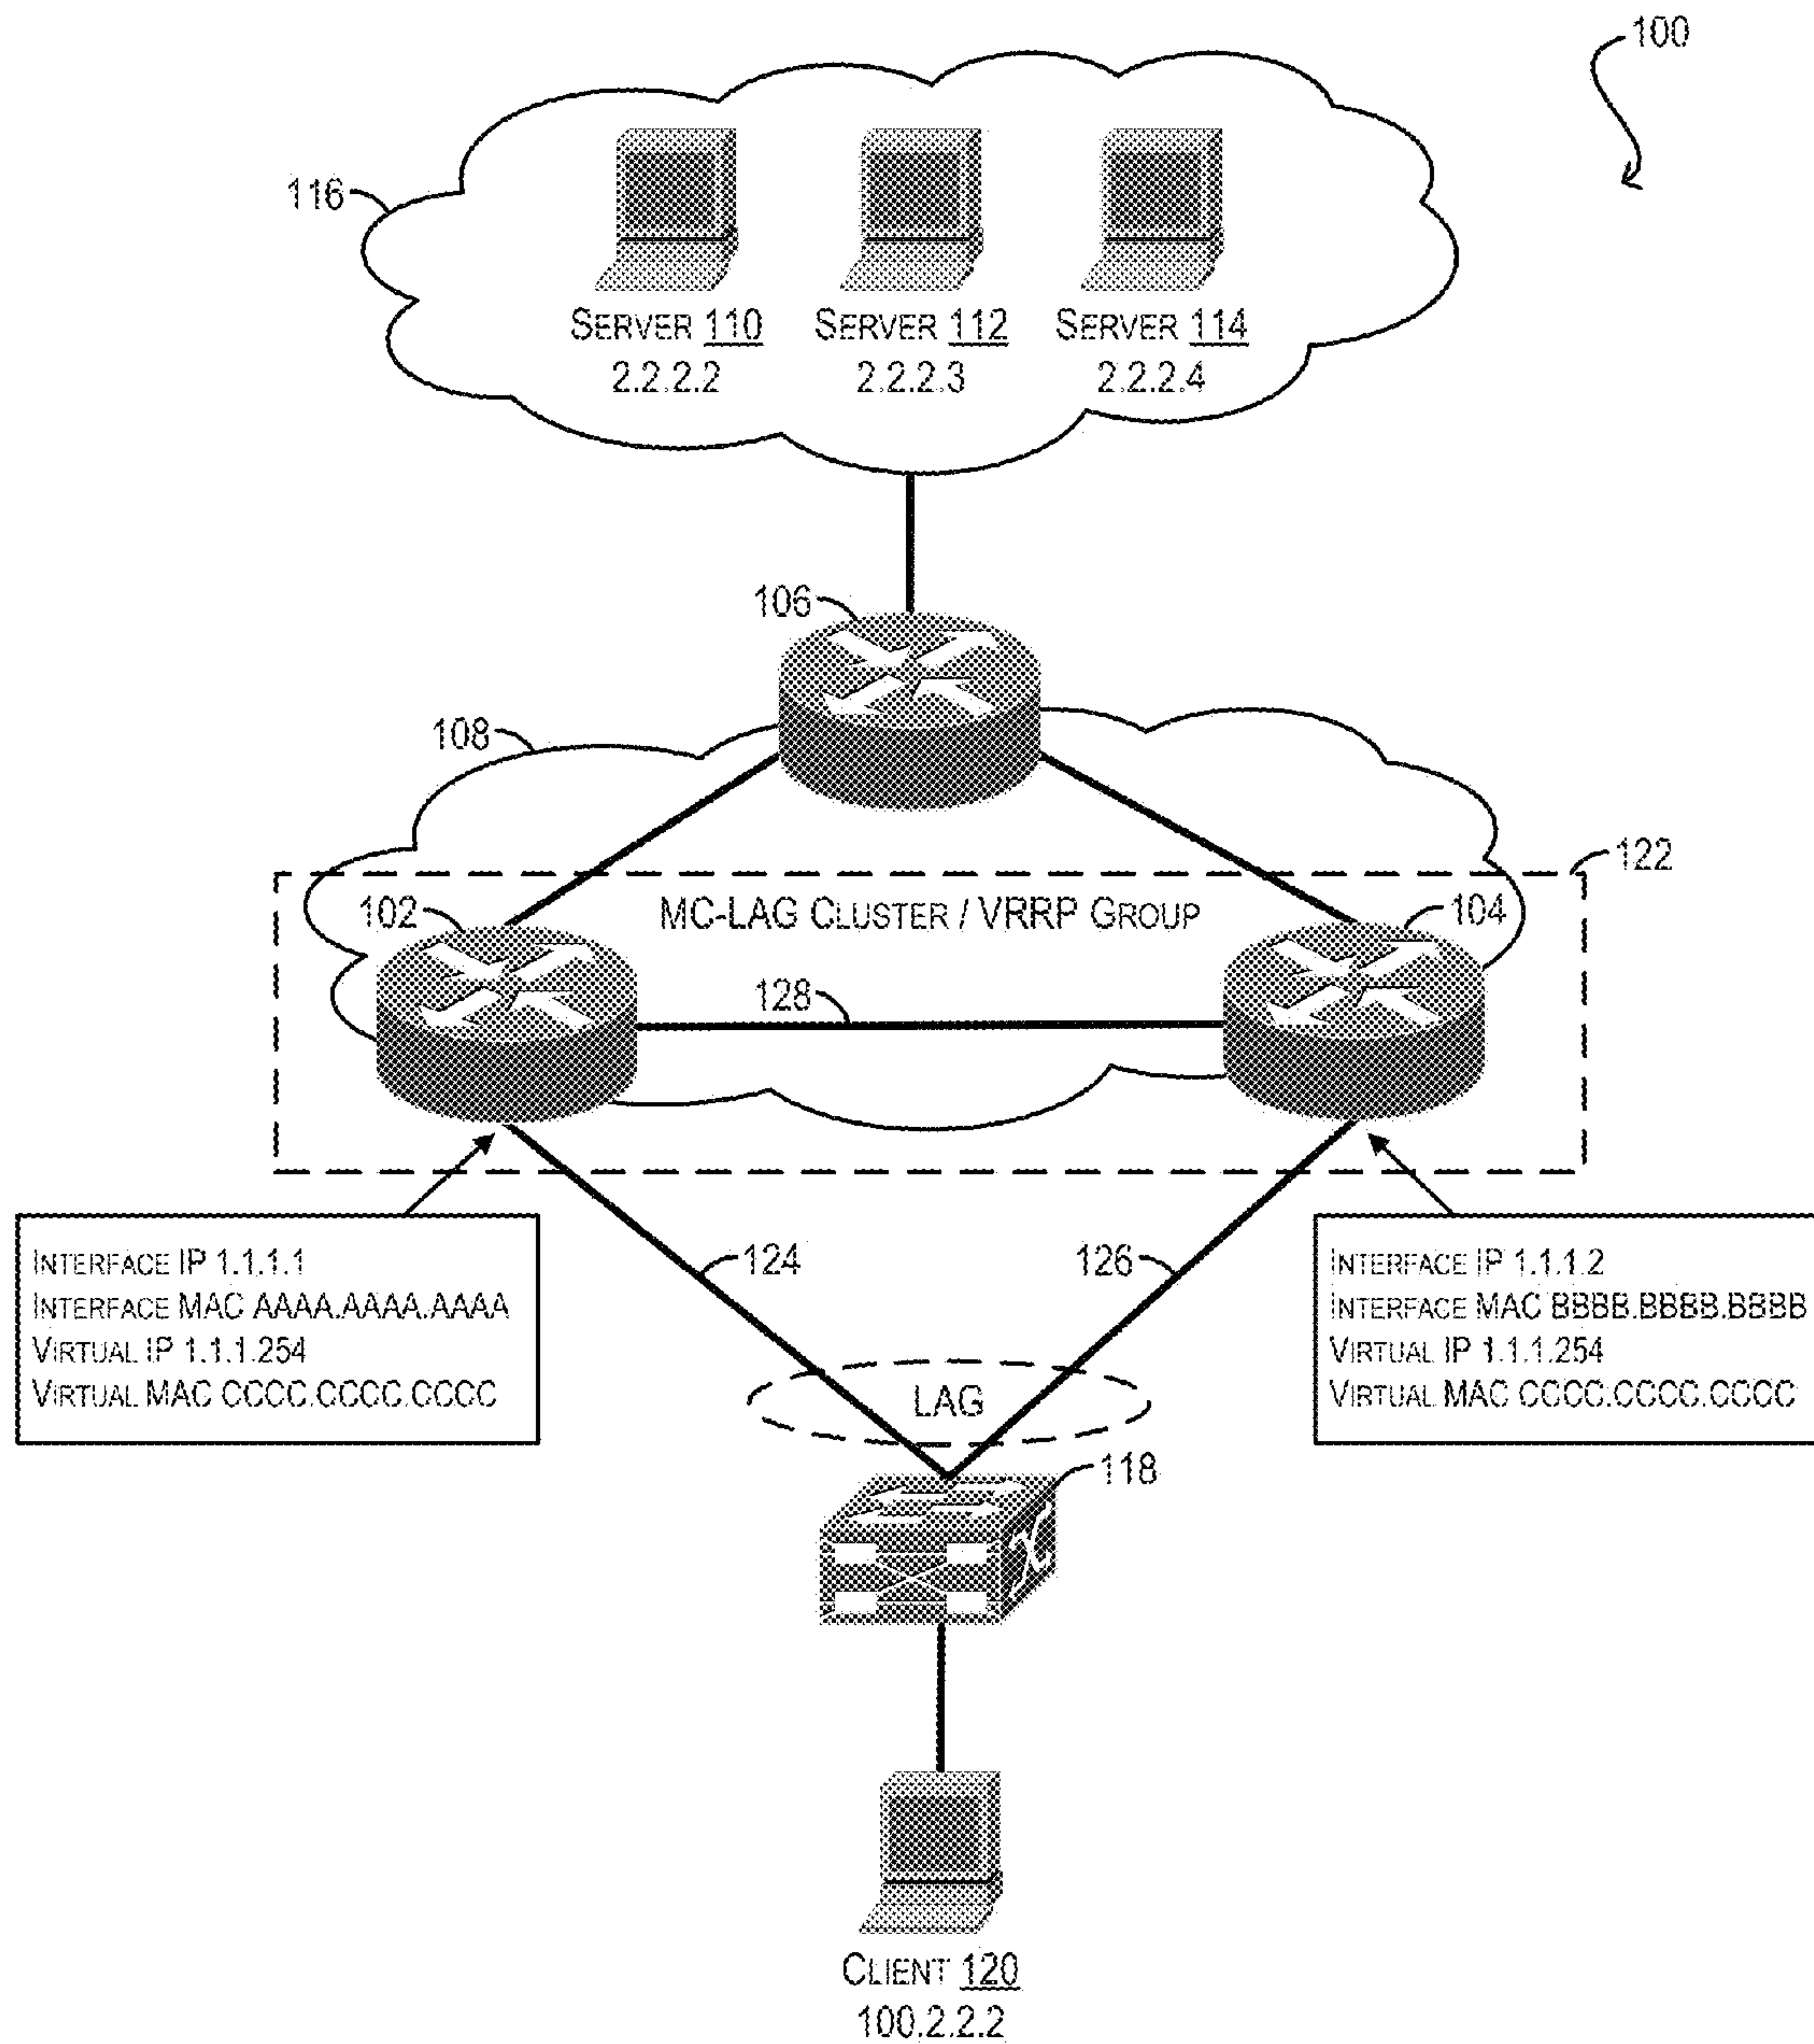 100
116
SERVER 110
2.2.2.2
SERVER 112
2.2.2.3
SERVER 114
2.2.2.4
106
108
122
102
MC-LAG CLUSTER / VRRP GROUP
104
128
INTERFACE IP 1.1.1.1
INTERFACE MAC AAAA.AAAA.AAAA
VIRTUAL IP 1.1.1.254
VIRTUAL MAC CCCC.CCCC.CCCC
124
126
INTERFACE IP 1.1.1.2
INTERFACE MAC BBBB.BBBB.BBBB
VIRTUAL IP 1.1.1.254
VIRTUAL MAC CCCC.CCCC.CCCC
LAG
118
CLIENT 120
100.2.2.2